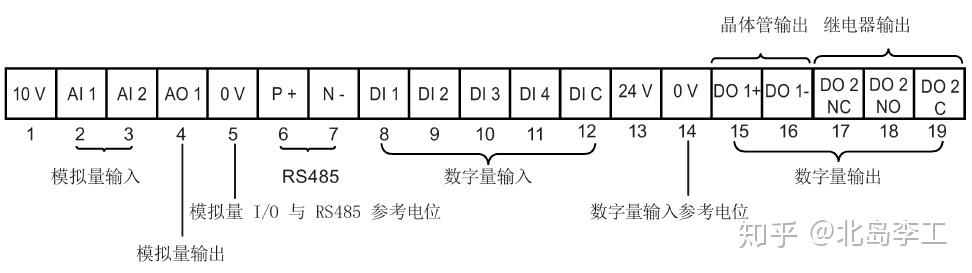 晶体管输出 继电器输出
10 V AI 1 AI 2 AO 1 0 V P + N - DI 1 DI 2 DI 3 DI 4 DI C 24 V 0 V DO 1+ DO 1- DO 2 NC DO 2 NO DO 2 C
1 2 3 4 5 6 7 8 9 10 11 12 13 14 15 16 17 18 19
模拟量输入 RS485 数字量输入 数字量输出
模拟量 I/O 与 RS485 参考电位 数字量输入参考电位
模拟量输出
知乎 @北岛李工